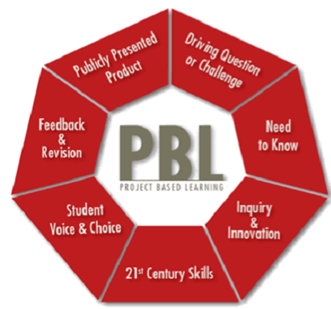 Publicly Presented
Product
Driving Question
or Challenge
Need
to Know
Inquiry
&
Innovation
21st Century Skills
Student
Voice & Choice
Feedback
&
Revision
PBL
PROJECT BASED LEARNING